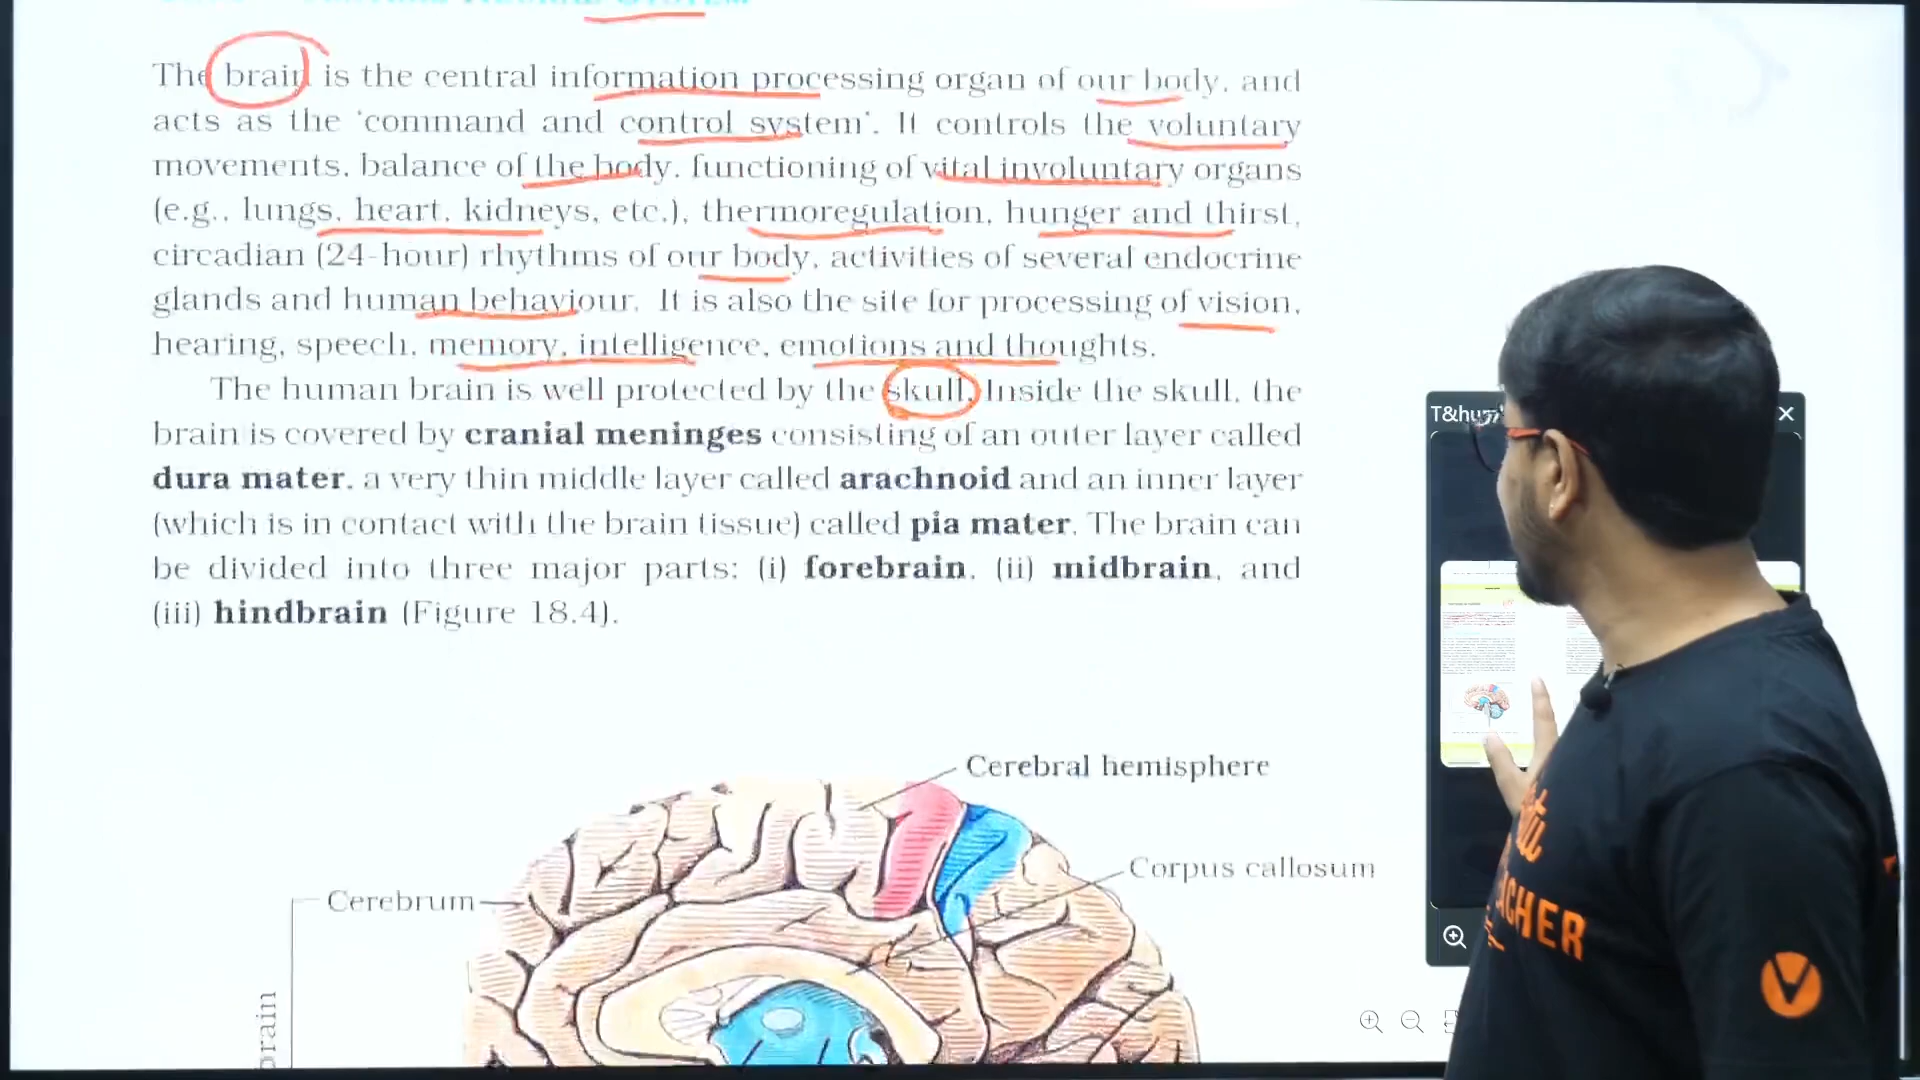 SYSTEM
The brain is the central information processing organ of our body, and
acts as the 'command and control system'. It controls the voluntary
movements, balance of the body, functioning of vital involuntary organs
(e.g., lungs, heart, kidneys, etc.), thermoregulation, hunger and thirst,
circadian (24-hour) rhythms of our body, activities of several endocrine
glands and human behaviour. It is also the site for processing of vision,
hearing, speech, memory, intelligence, emotions and thoughts.
The human brain is well protected by the skull. Inside the skull, the
brain is covered by cranial meninges consisting of an outer layer called
dura mater, a very thin middle layer called arachnoid and an inner layer
(which is in contact with the brain tissue) called pia mater. The brain can
be divided into three major parts: (i) forebrain, (ii) midbrain, and
(iii) hindbrain (Figure 18.4).
Cerebral hemisphere
Corpus callosum
Cerebrum